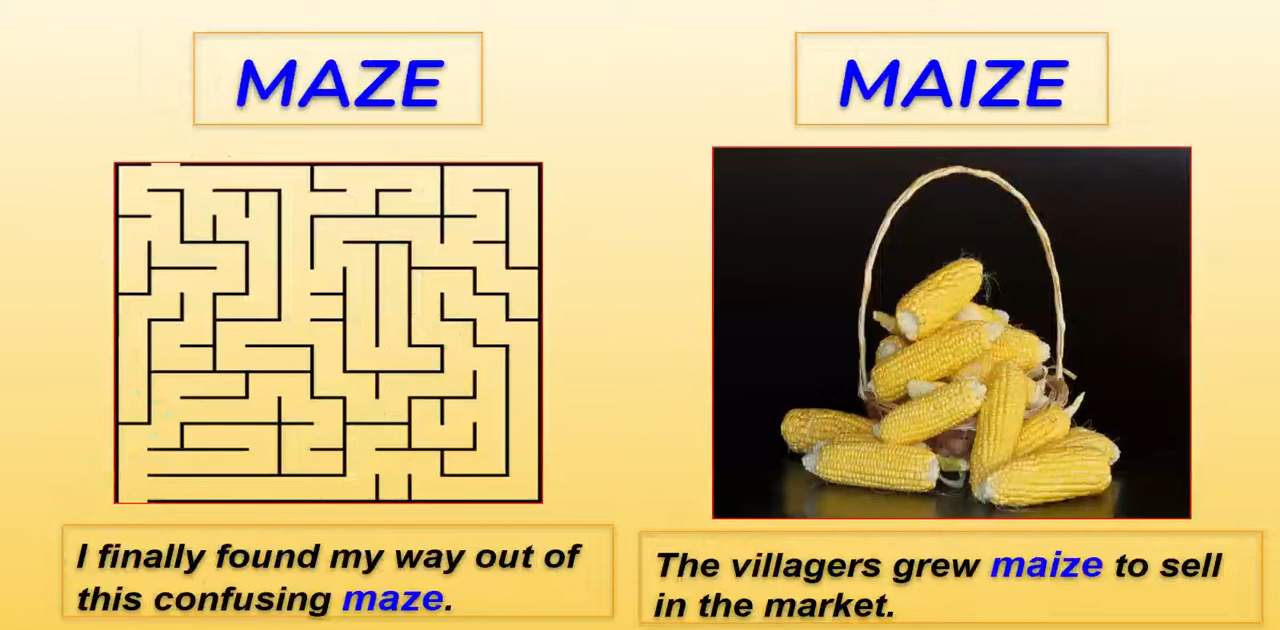 MAZE
MAIZE
I finally found my way out of
this confusing maze.
The villagers grew maize to sell
in the market.